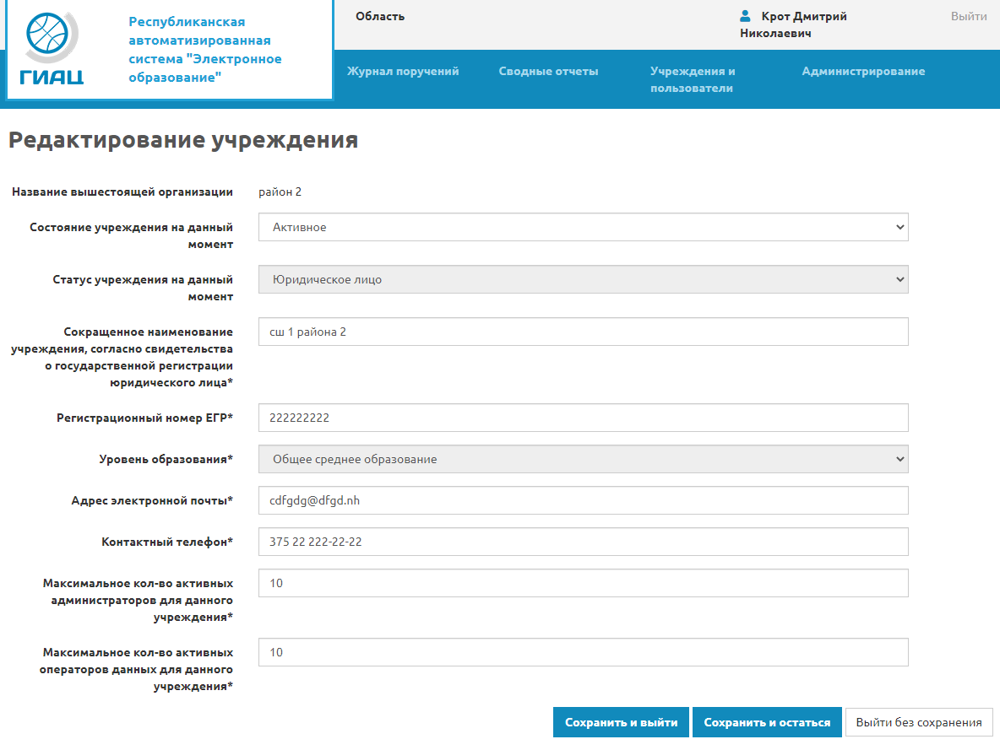 ГИАЦ
Республиканская
автоматизированная
система "Электронное
образование"
Область
Крот Дмитрий
Николаевич
Выйти
Журнал поручений
Сводные отчеты
Учреждения и
пользователи
Администрирование
Редактирование учреждения
Название вышестоящей организации
район 2
Состояние учреждения на данный
момент
Активное
Статус учреждения на данный
момент
Юридическое лицо
Сокращенное наименование
учреждения, согласно свидетельства
о государственной регистрации
юридического лица*
сш 1 района 2
Регистрационный номер ЕГР*
222222222
Уровень образования*
Общее среднее образование
Адрес электронной почты*
cdfgdg@dfgd.nh
Контактный телефон*
375 22 222-22-22
Максимальное кол-во активных
администраторов для данного
учреждения*
10
Максимальное кол-во активных
операторов данных для данного
учреждения*
10
Сохранить и выйти
Сохранить и остаться
Выйти без сохранения